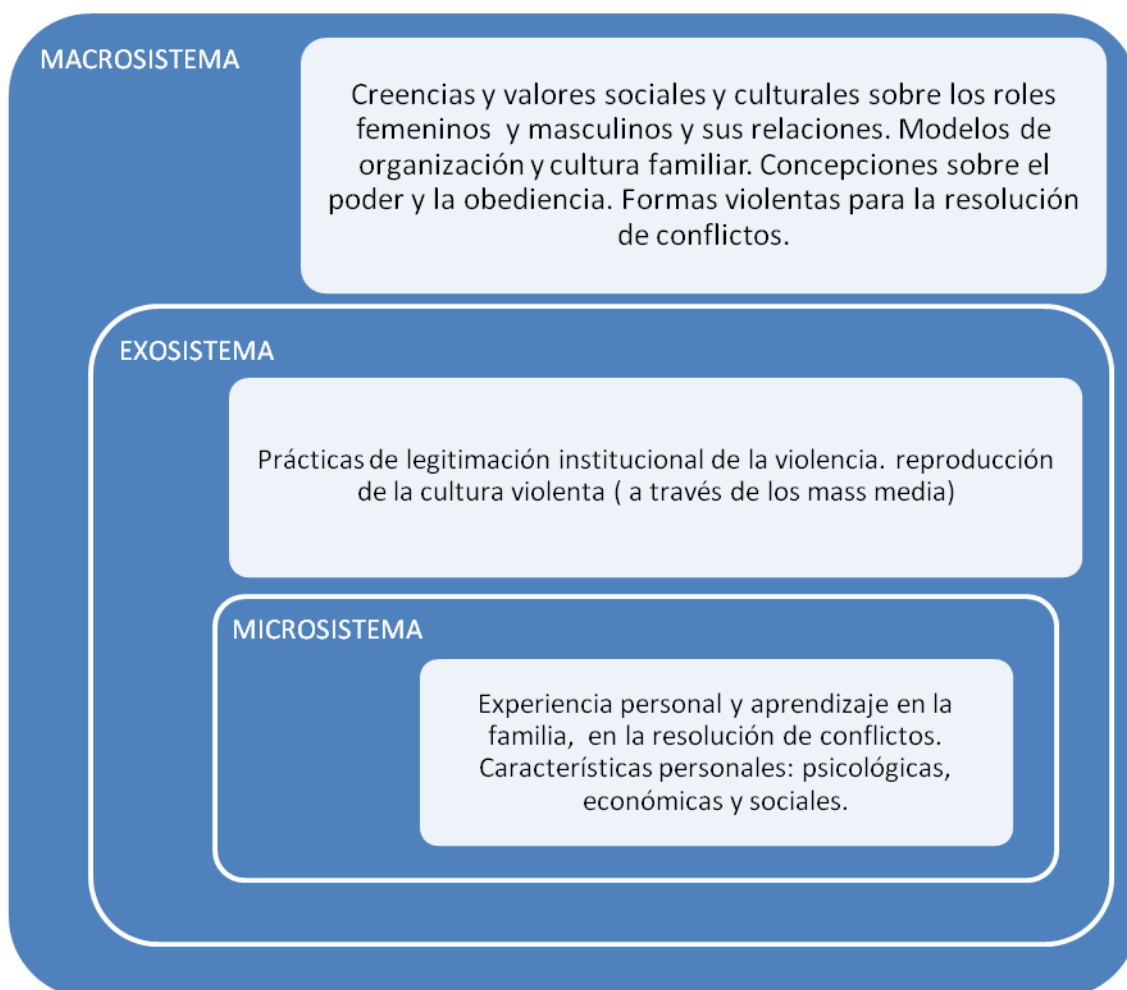 MACROSISTEMA
Creencias y valores sociales y culturales sobre los roles
femeninos y masculinos y sus relaciones. Modelos de
organización y cultura familiar. Concepciones sobre el
poder y la obediencia. Formas violentas para la resolución
de conflictos.
EXOSISTEMA
Prácticas de legitimación institucional de la violencia. reproducción
de la cultura violenta ( a través de los mass media)
MICROSISTEMA
Experiencia personal y aprendizaje en la
familia, en la resolución de conflictos.
Características personales: psicológicas,
económicas y sociales.